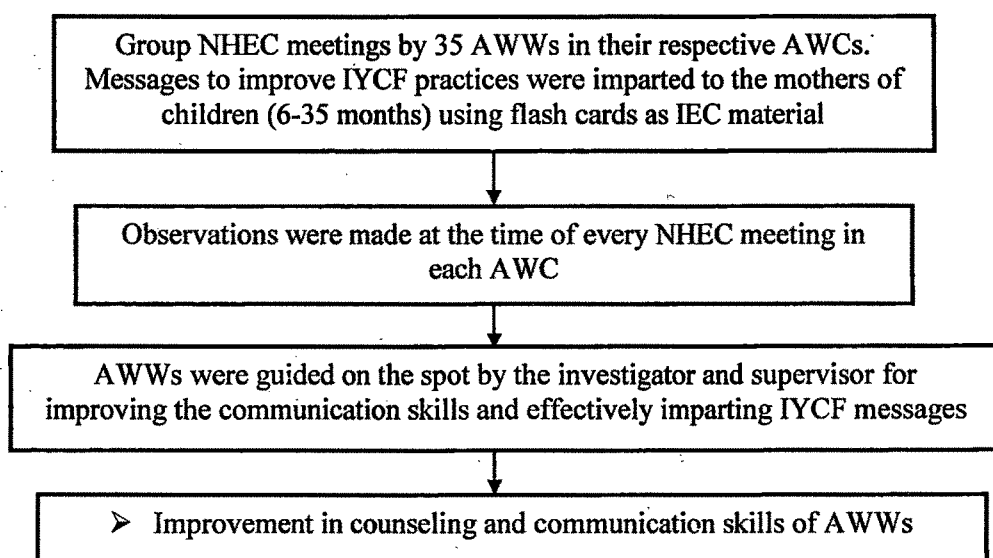 Group NHEC meetings by 35 AWWs in their respective AWCs.
Messages to improve IYCF practices were imparted to the mothers of
children (6-35 months) using flash cards as IEC material
Observations were made at the time of every NHEC meeting in
each AWC
AWWs were guided on the spot by the investigator and supervisor for
improving the communication skills and effectively imparting IYCF messages
➢ Improvement in counseling and communication skills of AWWs